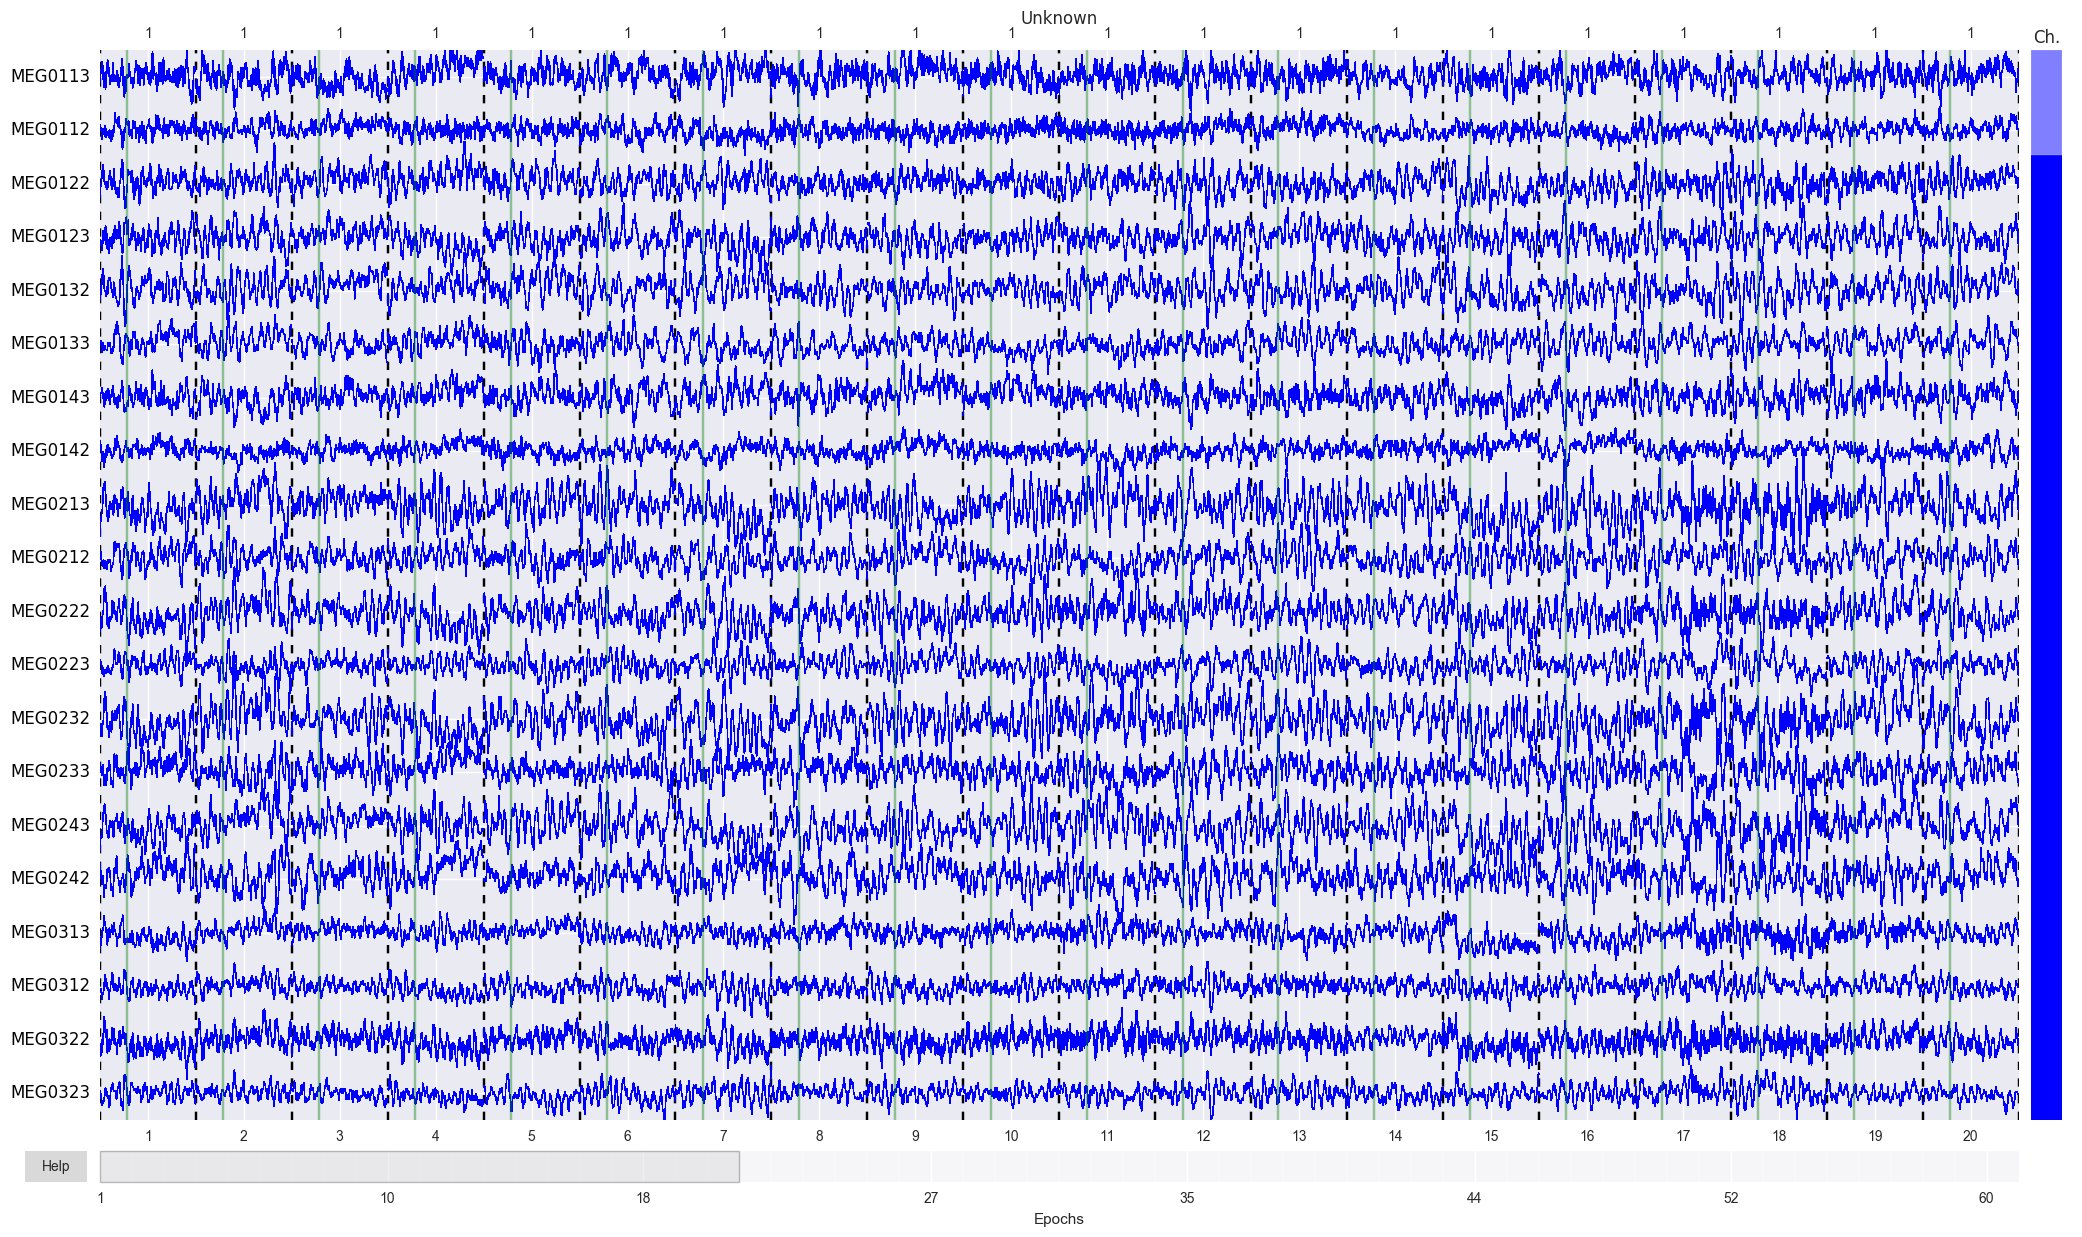 Unknown
1 1 1 1 1 1 1 1 1 1 1 1 1 1 1 1 1 1 1 1
Ch.
MEG0113
MEG0112
MEG0122
MEG0123
MEG0132
MEG0133
MEG0143
MEG0142
MEG0213
MEG0212
MEG0222
MEG0223
MEG0232
MEG0233
MEG0243
MEG0242
MEG0313
MEG0312
MEG0322
MEG0323
1 2 3 4 5 6 7 8 9 10 11 12 13 14 15 16 17 18 19 20
Help
1 10 18 27 35 44 52 60
Epochs